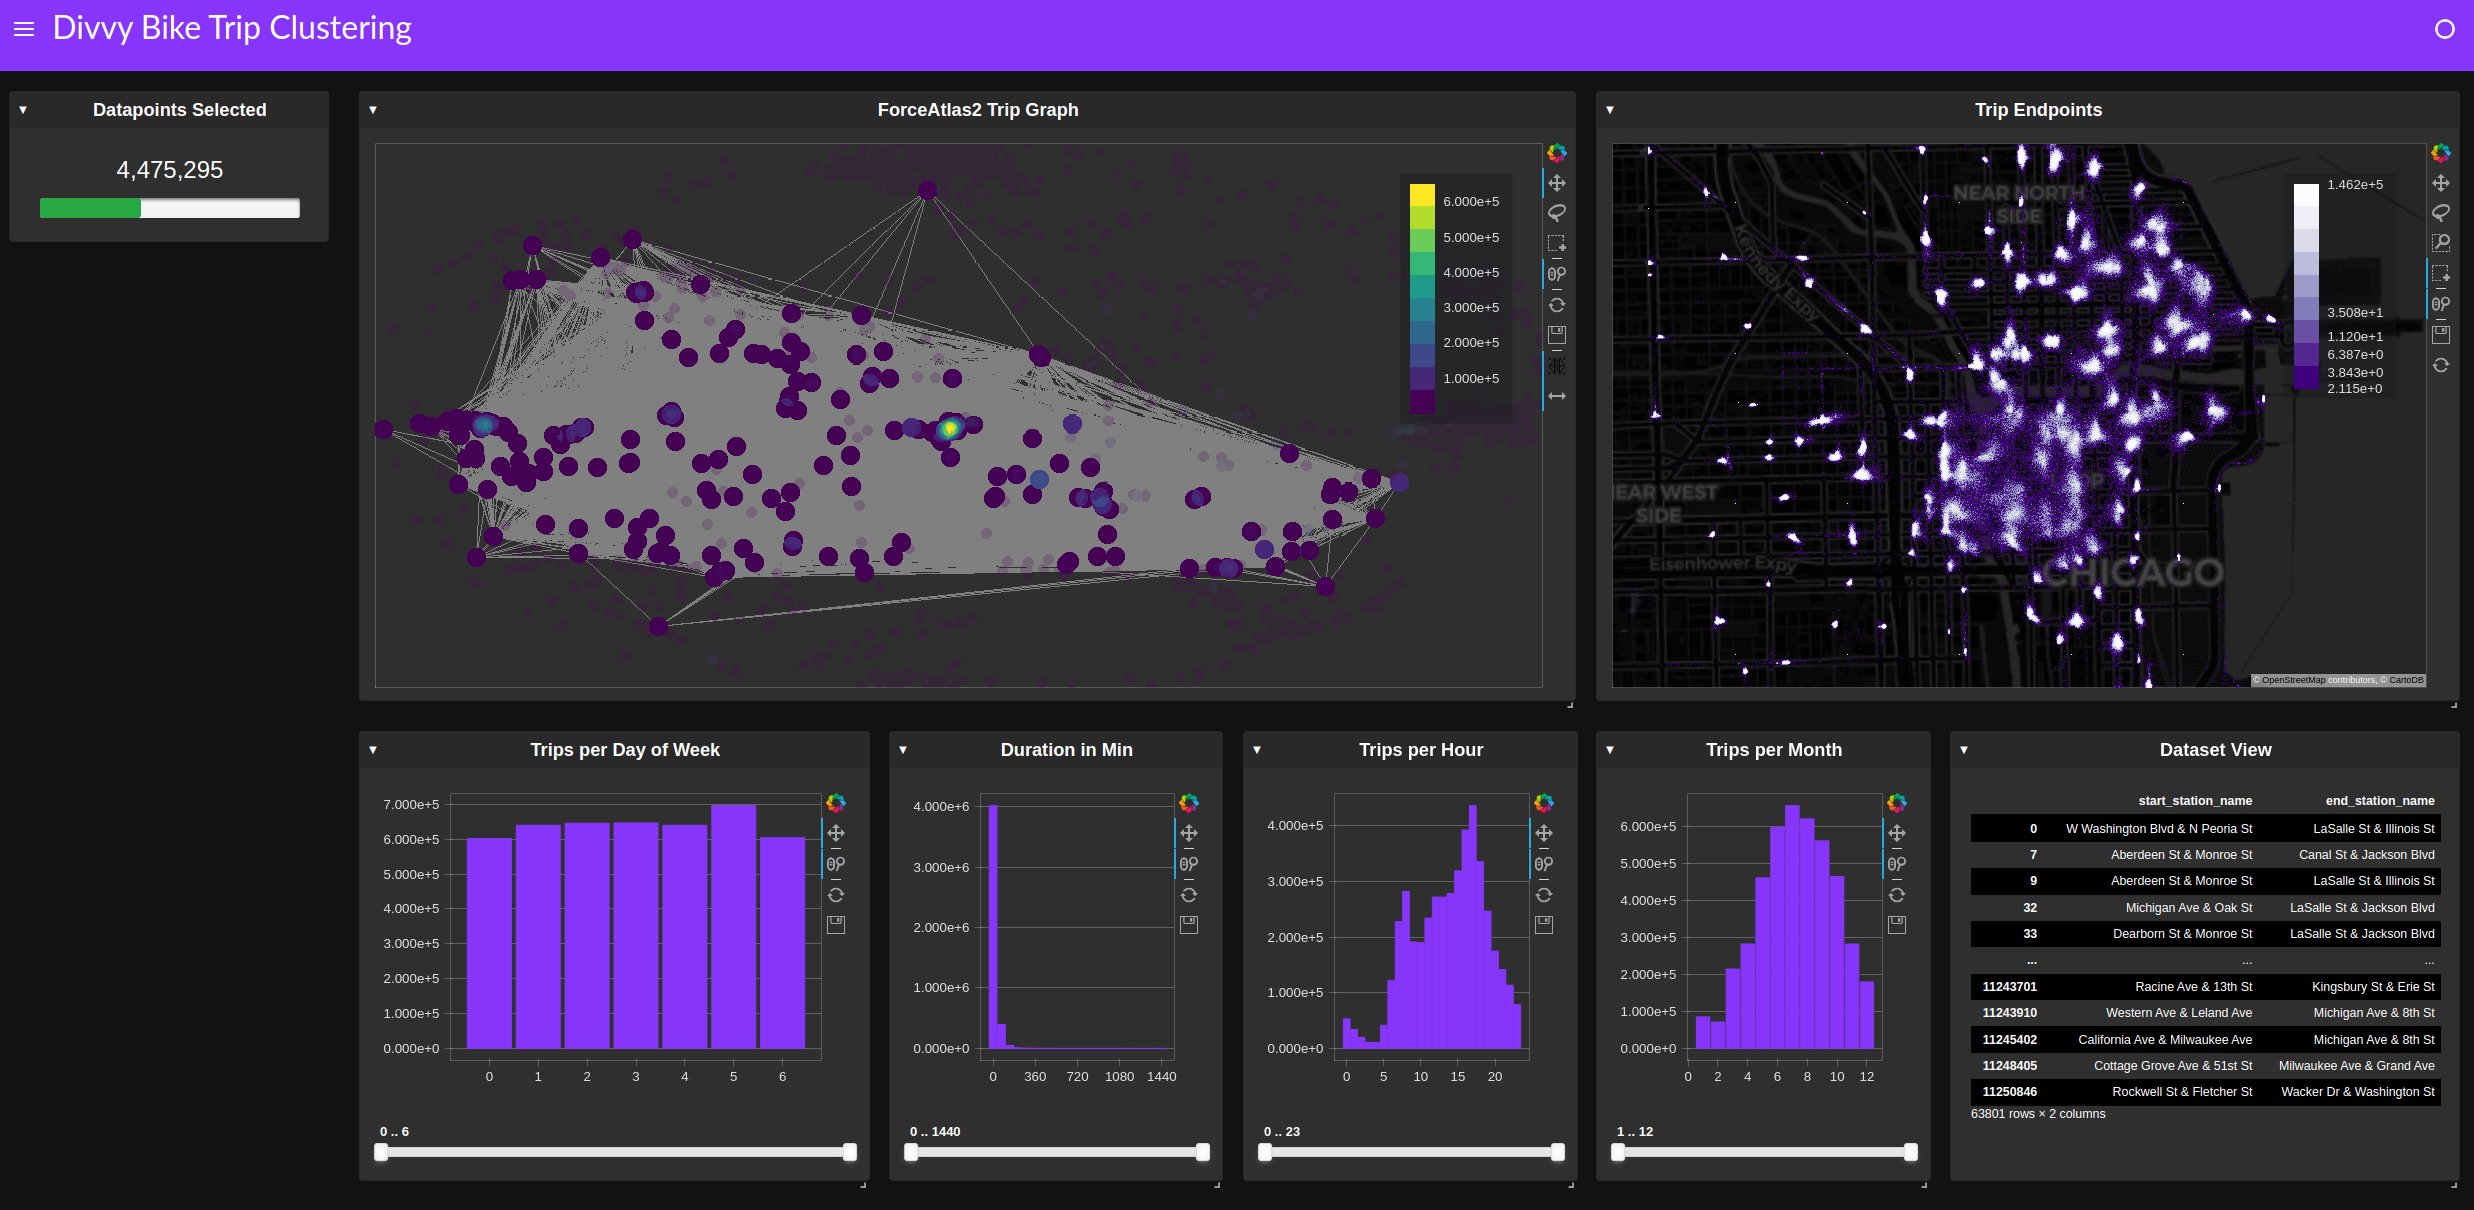 Divvy Bike Trip Clustering
▼ Datapoints Selected
4,475,295
▼ ForceAtlas2 Trip Graph
6.000e+5
5.000e+5
4.000e+5
3.000e+5
2.000e+5
1.000e+5
▼ Trip Endpoints
NEAR NORTH
SIDE
Kennedy Expy
EAR WEST
SIDE
Eisenhower Expy
CHICAGO
1.462e+5
3.508e+1
1.120e+1
6.387e+0
3.843e+0
2.115e+0
© OpenStreetMap contributors, © CartoDB
▼ Trips per Day of Week
7.000e+5
6.000e+5
5.000e+5
4.000e+5
3.000e+5
2.000e+5
1.000e+5
0.000e+0
0 1 2 3 4 5 6
0 .. 6
▼ Duration in Min
4.000e+6
3.000e+6
2.000e+6
1.000e+6
0.000e+0
0 360 720 1080 1440
0 .. 1440
▼ Trips per Hour
4.000e+5
3.000e+5
2.000e+5
1.000e+5
0.000e+0
0 5 10 15 20
0 .. 23
▼ Trips per Month
6.000e+5
5.000e+5
4.000e+5
3.000e+5
2.000e+5
1.000e+5
0.000e+0
0 2 4 6 8 10 12
1 .. 12
▼ Dataset View
start_station_name end_station_name
0 W Washington Blvd & N Peoria St LaSalle St & Illinois St
7 Aberdeen St & Monroe St Canal St & Jackson Blvd
9 Aberdeen St & Monroe St LaSalle St & Illinois St
32 Michigan Ave & Oak St LaSalle St & Jackson Blvd
33 Dearborn St & Monroe St LaSalle St & Jackson Blvd
... ... ...
11243701 Racine Ave & 13th St Kingsbury St & Erie St
11243910 Western Ave & Leland Ave Michigan Ave & 8th St
11245402 California Ave & Milwaukee Ave Michigan Ave & 8th St
11248405 Cottage Grove Ave & 51st St Milwaukee Ave & Grand Ave
11250846 Rockwell St & Fletcher St Wacker Dr & Washington St
63801 rows × 2 columns